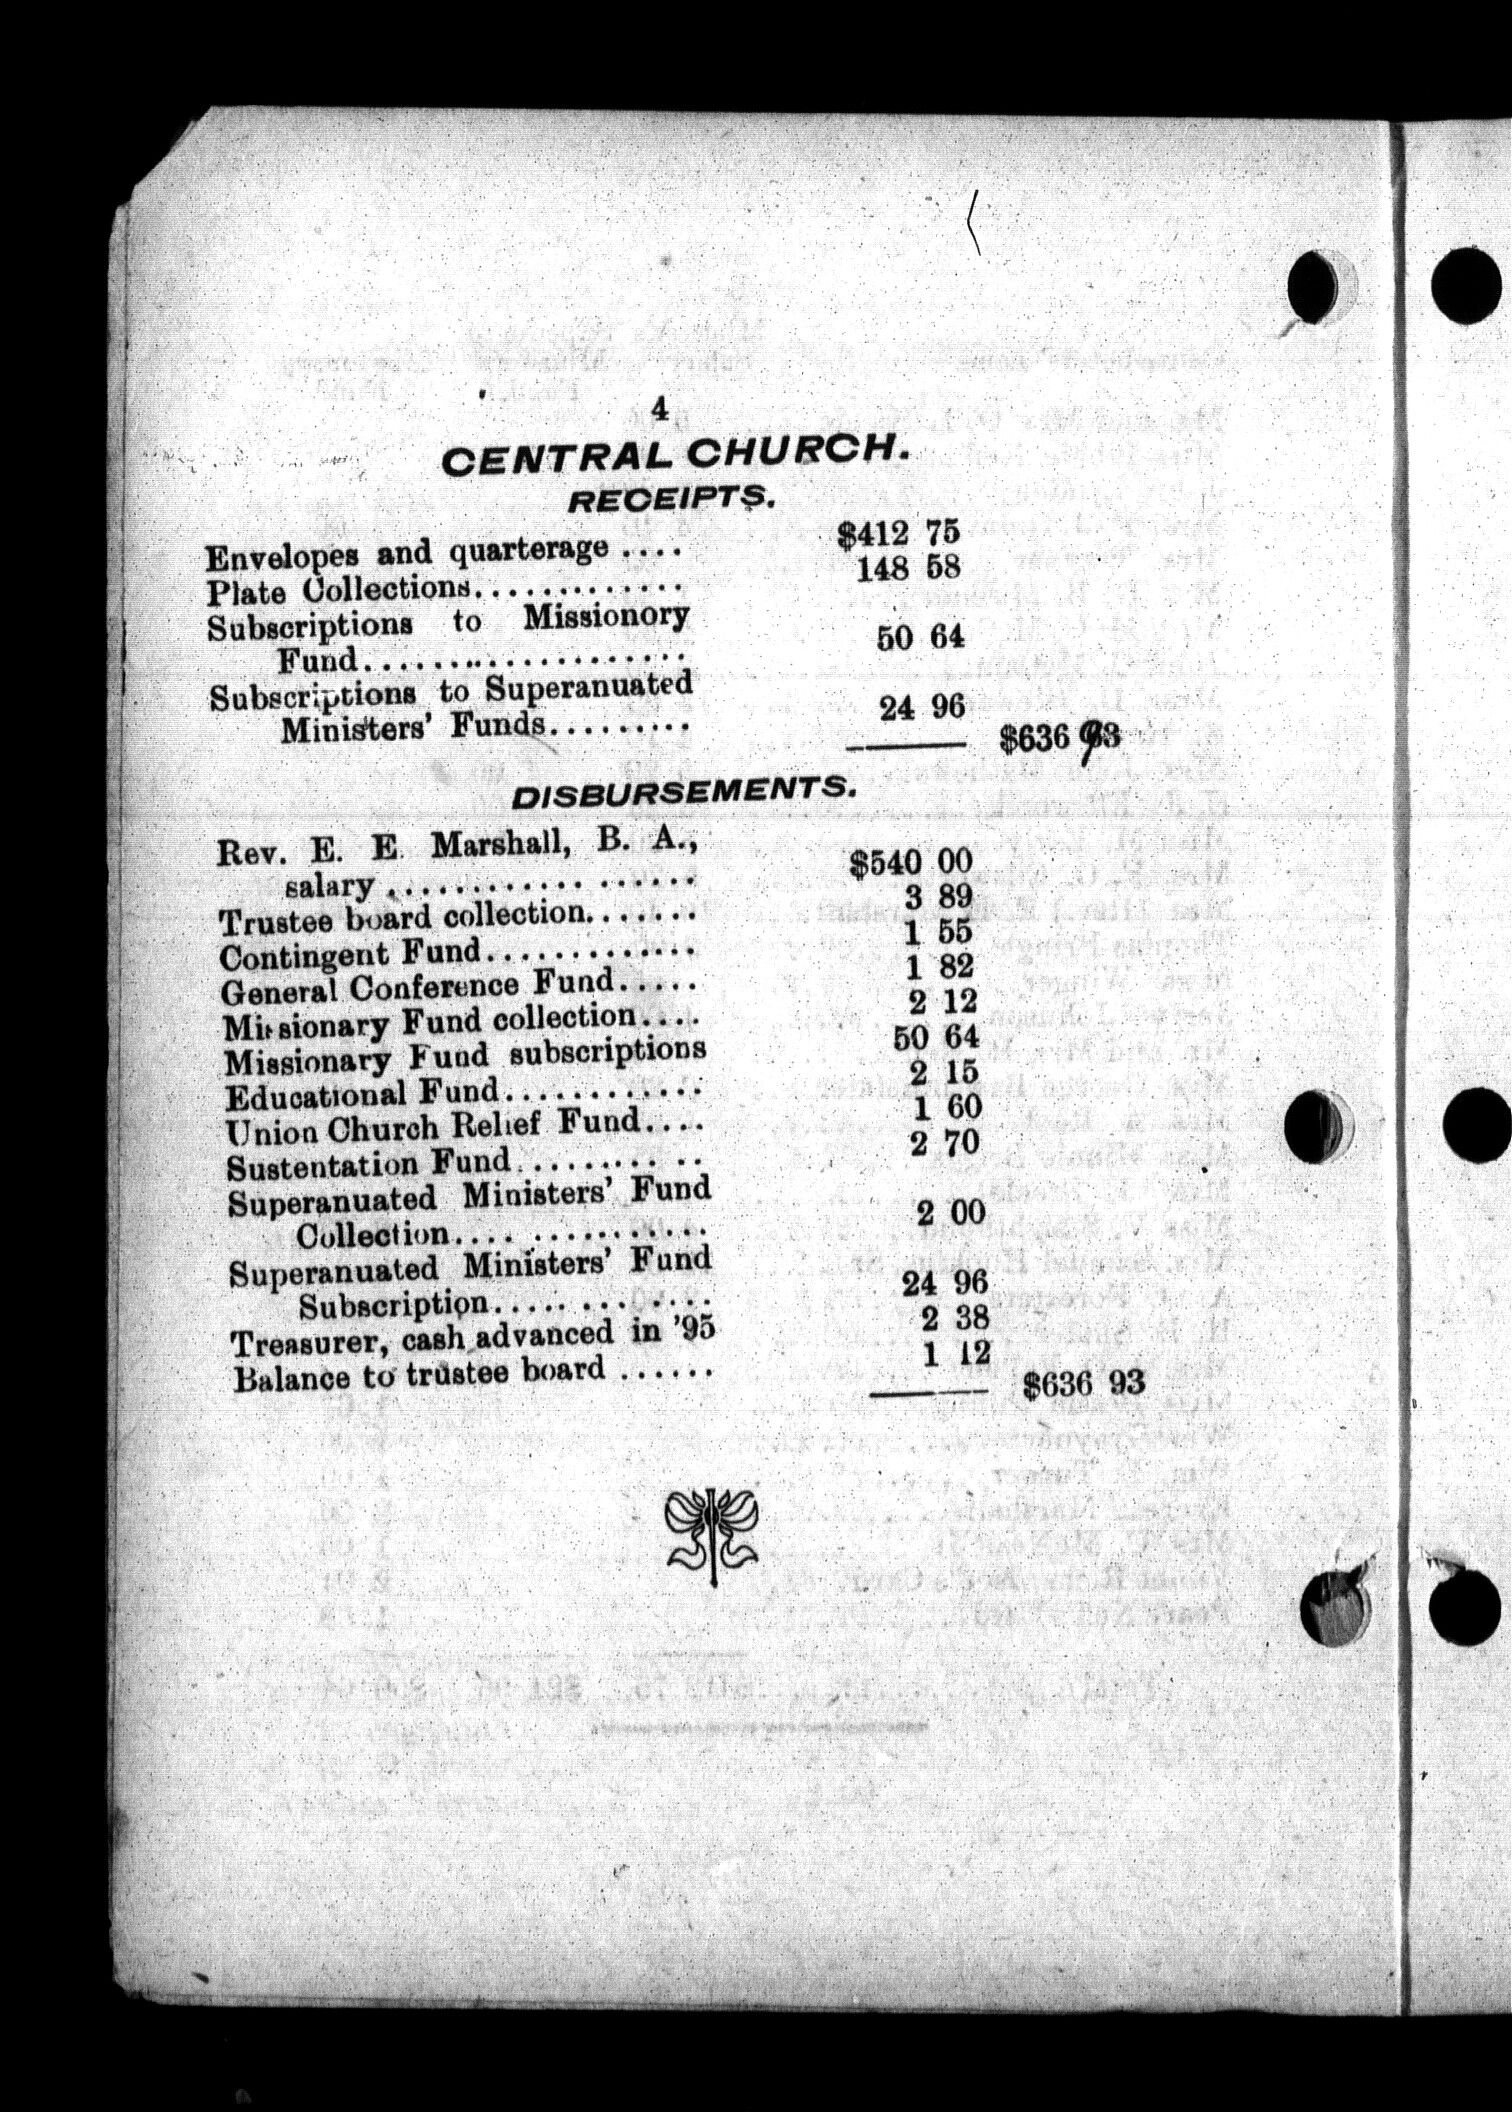 4
CENTRAL CHURCH.
RECEIPTS.
Envelopes and quarterage .... $412 75
Plate Collections............. 148 58
Subscriptions to Missionory
Fund.................... 50 64
Subscriptions to Superanuated
Ministers' Funds.......... 24 96
$636 93
DISBURSEMENTS.
Rev. E. E. Marshall, B. A.,
salary ................... $540 00
Trustee board collection....... 3 89
Contingent Fund............. 1 55
General Conference Fund..... 1 82
Missionary Fund collection.... 2 12
Missionary Fund subscriptions 50 64
Educational Fund............ 2 15
Union Church Relief Fund.... 1 60
Sustentation Fund........... 2 70
Superanuated Ministers' Fund
Collection............... 2 00
Superanuated Ministers' Fund
Subscription............. 24 96
Treasurer, cash advanced in '95 2 38
Balance to trustee board ...... 1 12
$636 93